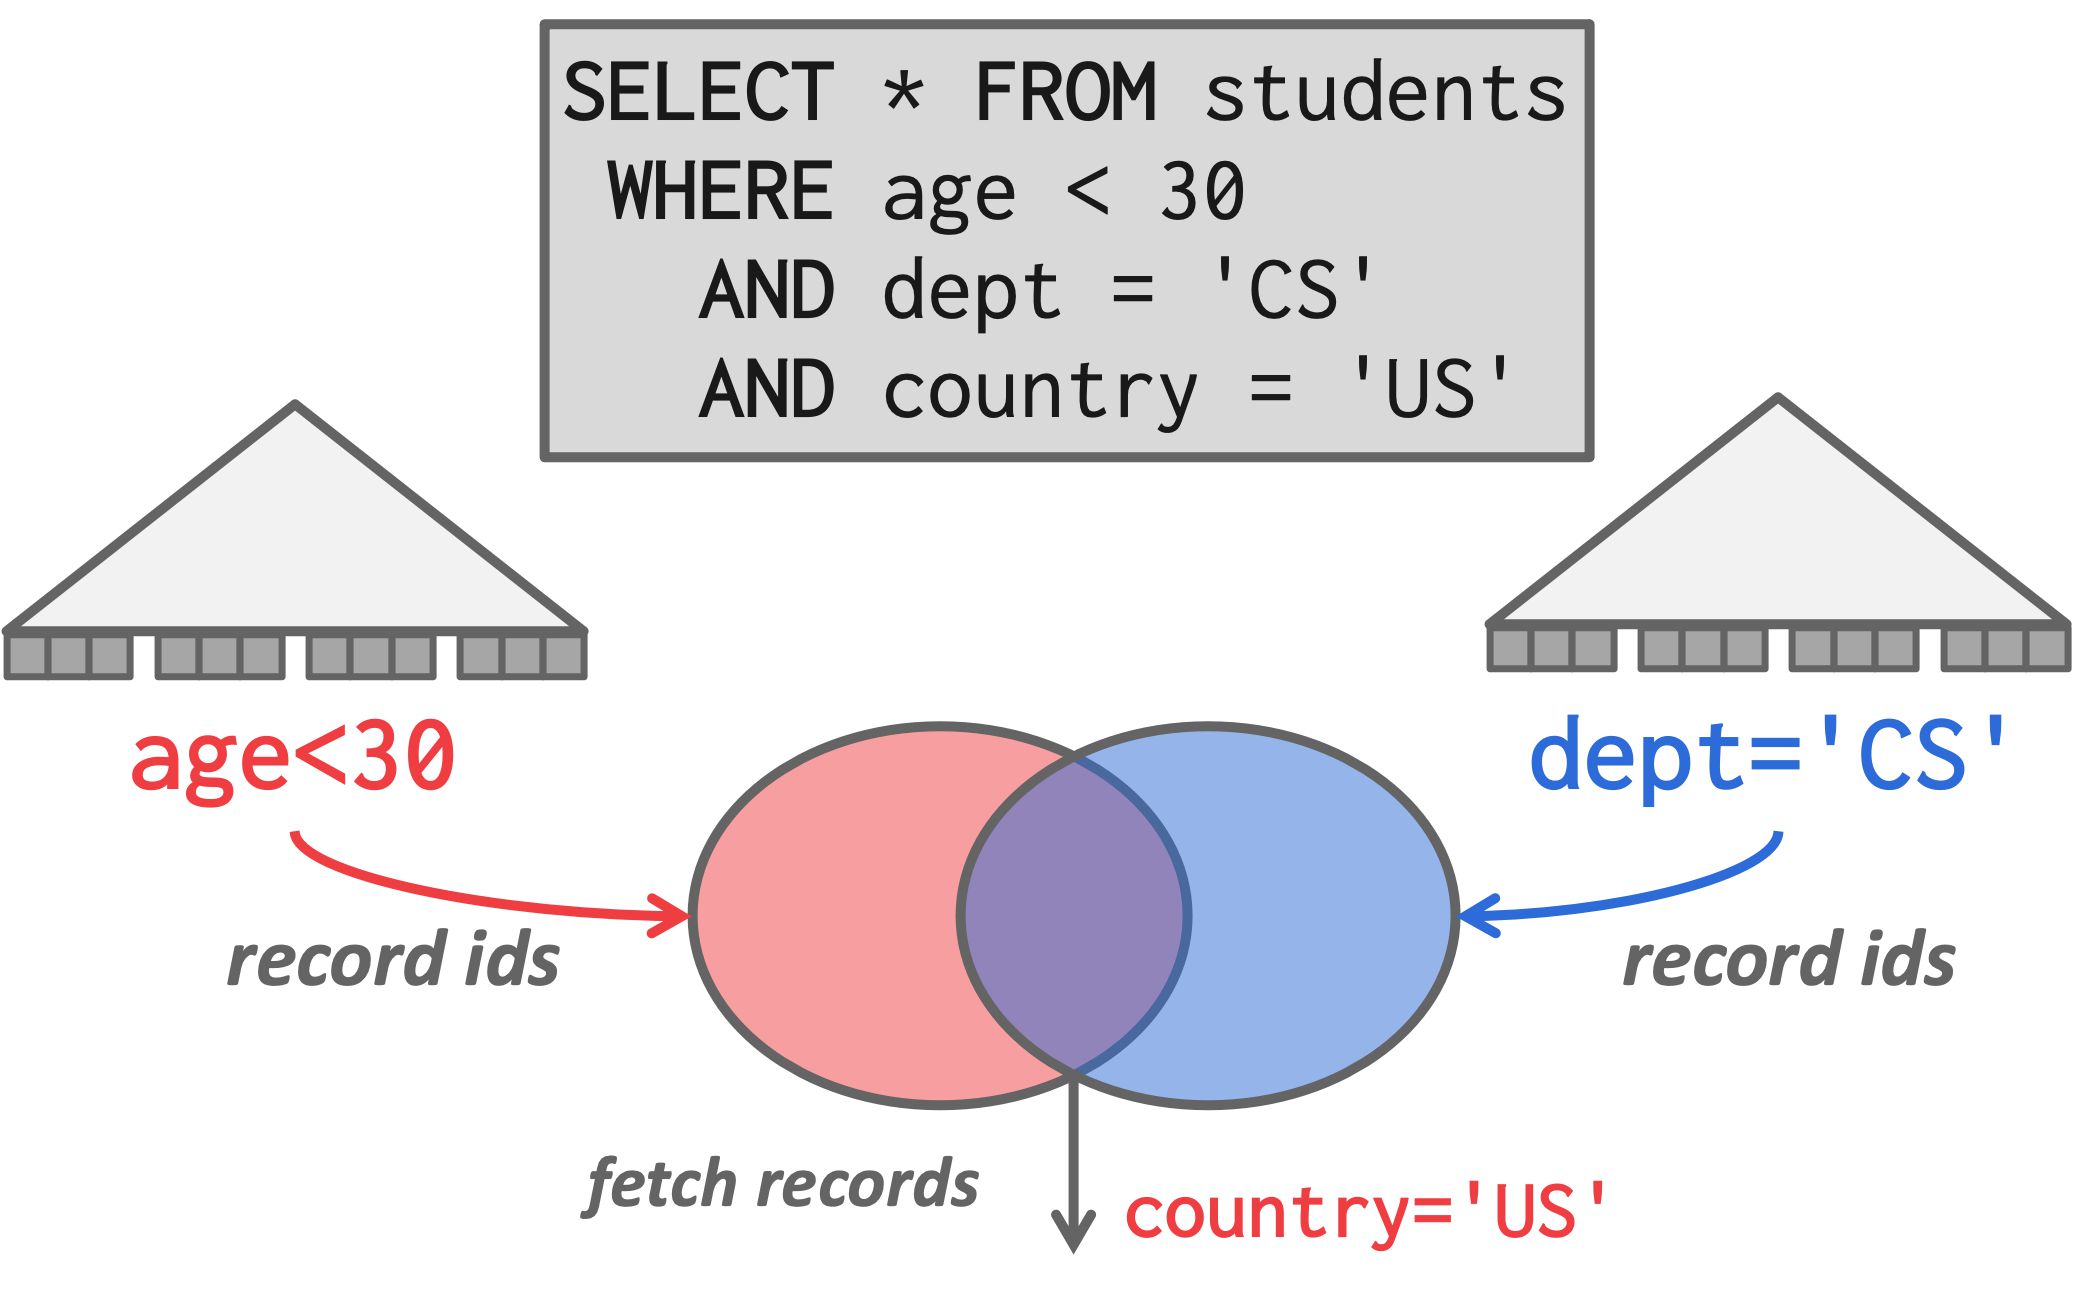 SELECT * FROM students
WHERE age < 30
AND dept = 'CS'
AND country = 'US'
age<30
dept='CS'
record ids
record ids
fetch records
country='US'